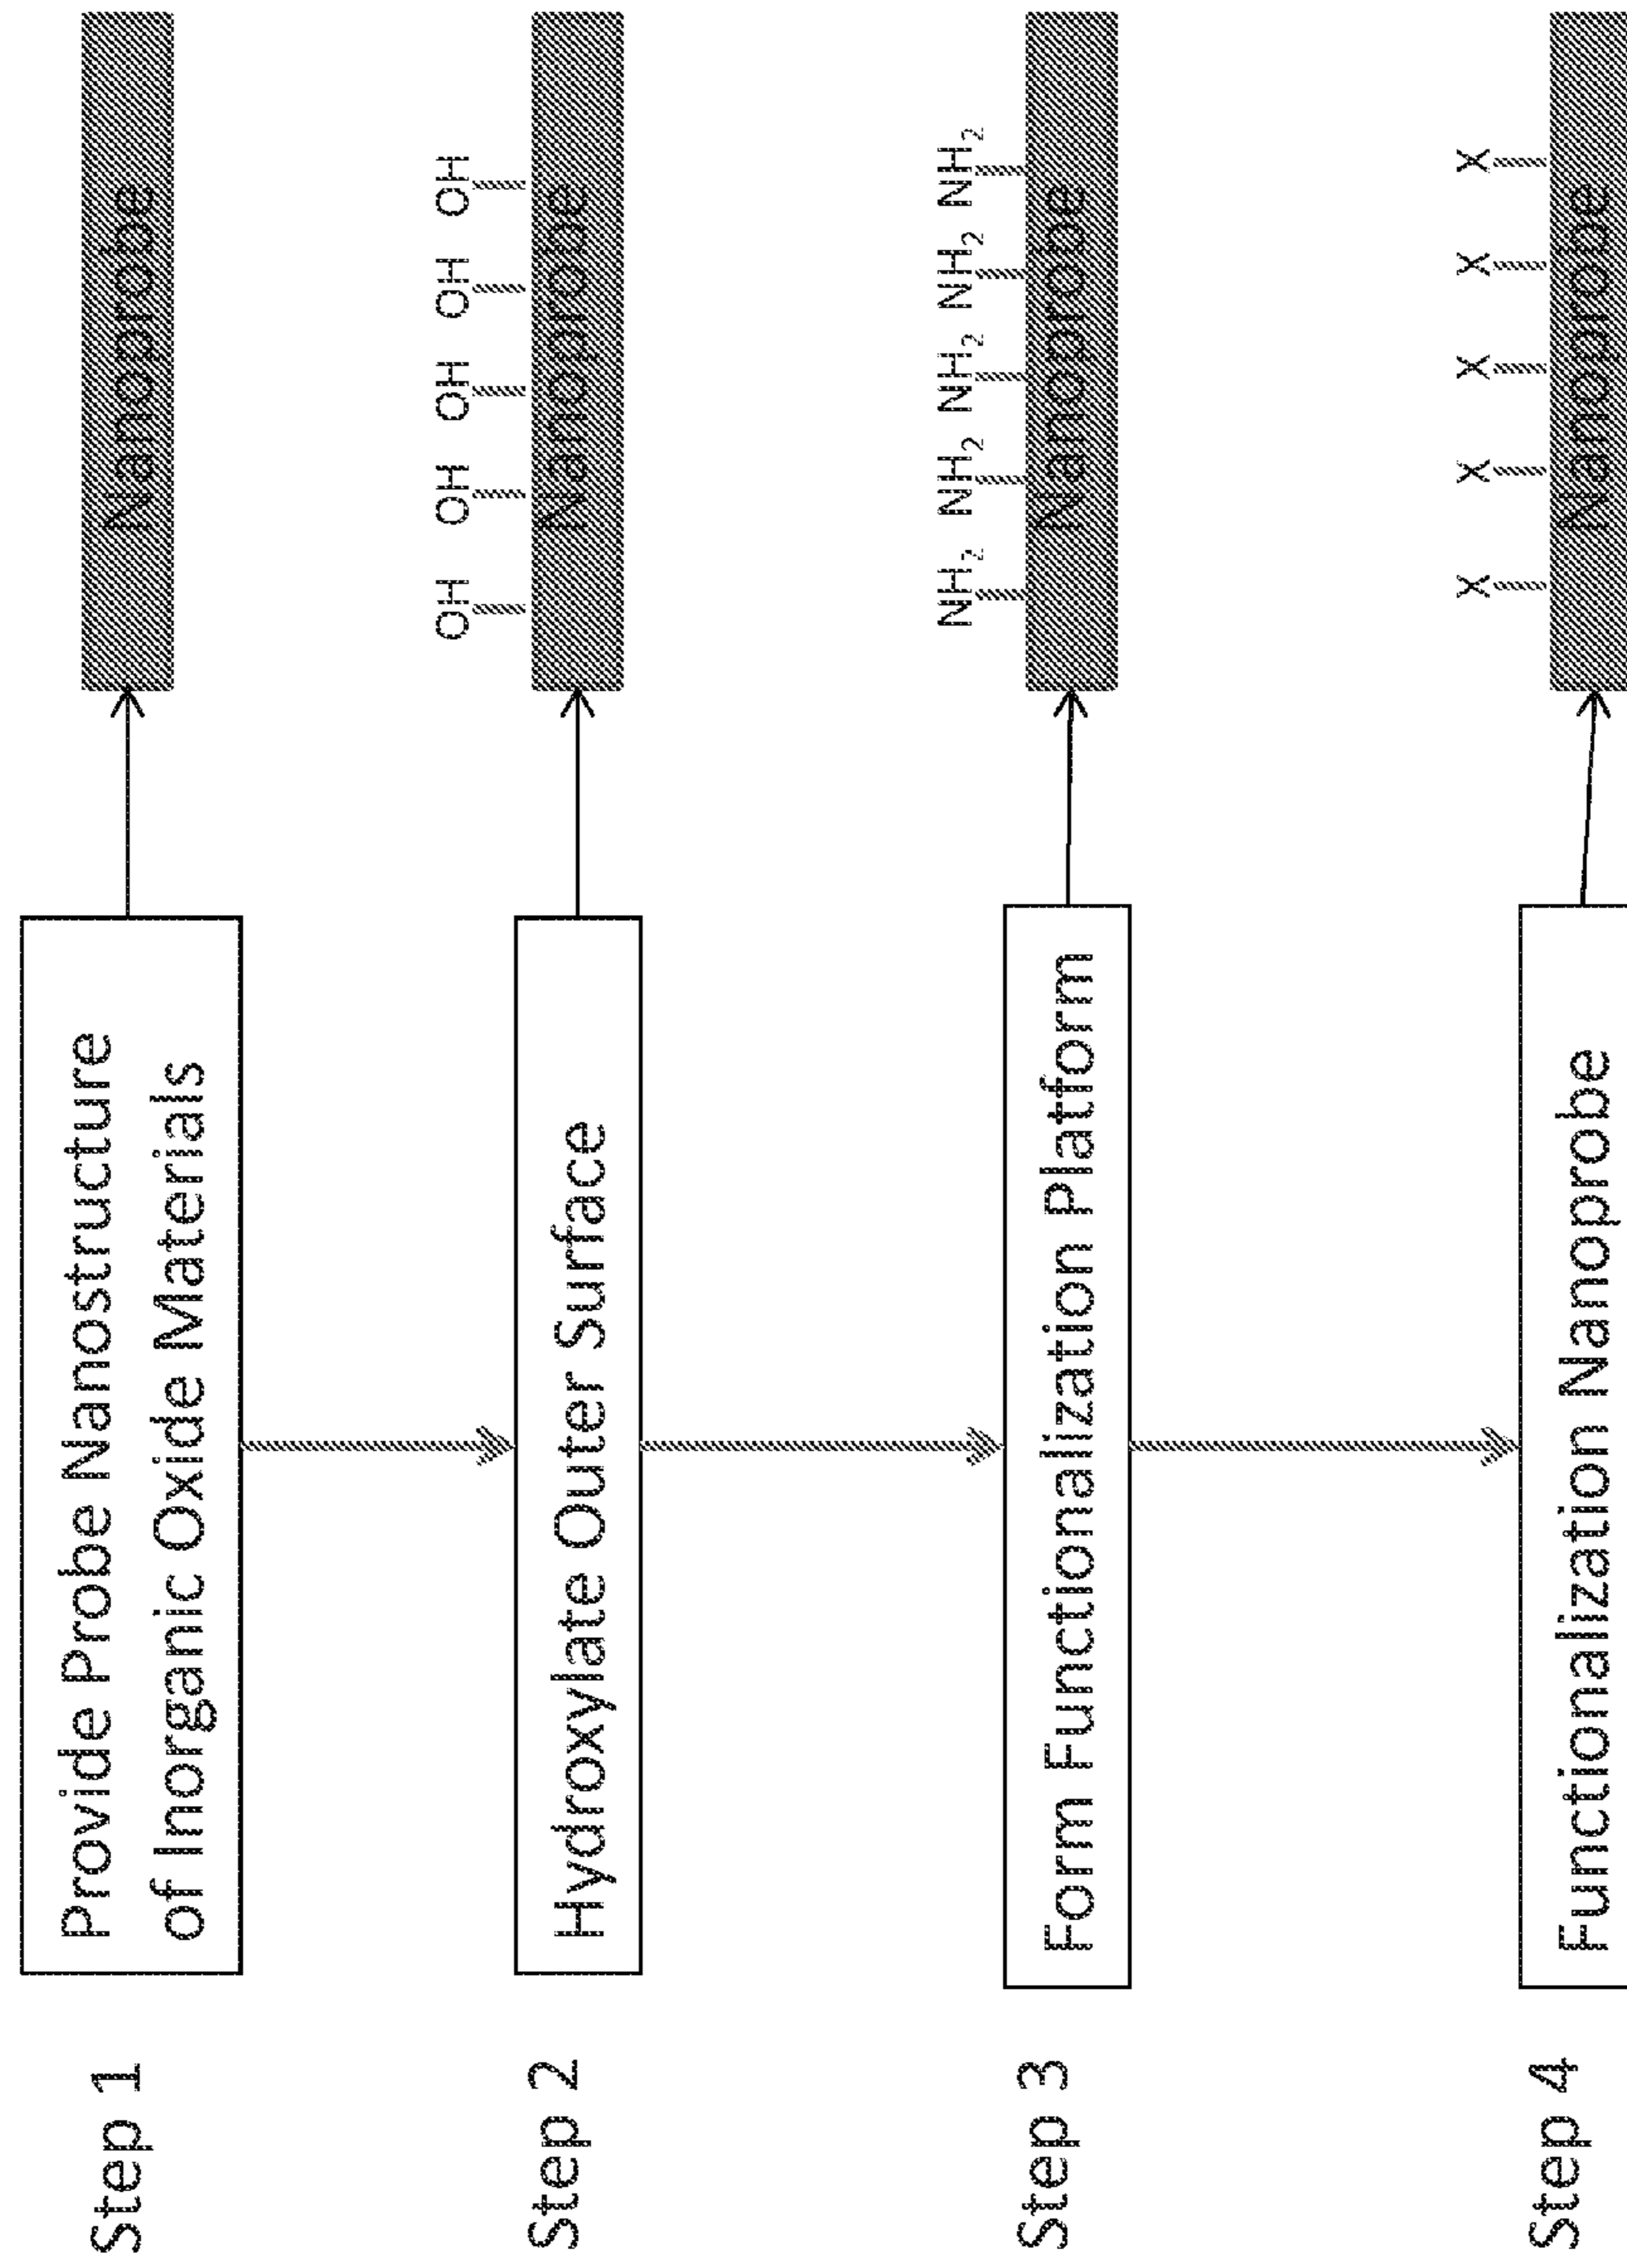 Step 1
Provide Probe Nanostructure
of Inorganic Oxide Materials
Nanoprobe
Step 2
Hydroxylate Outer Surface
OH OH OH OH OH
Nanoprobe
Step 3
Form Functionalization Platform
NH₂ NH₂ NH₂ NH₂ NH₂
Nanoprobe
Step 4
Functionalization Nanoprobe
X X X X X
Nanoprobe